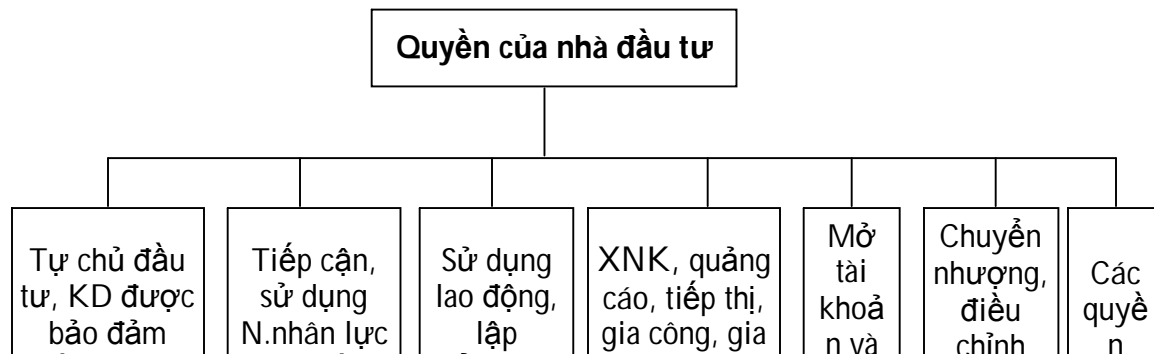 Quyền của nhà đầu tư
Tự chủ đầu
tư, KD được
bảo đảm
Tiếp cận,
sử dụng
N.nhân lực
Sử dụng
lao động,
lập
XNK, quảng
cáo, tiếp thị,
gia công, gia
Mở
tài
khoả
n và
Chuyển
nhượng,
điều
chỉnh
Các
quyề
n